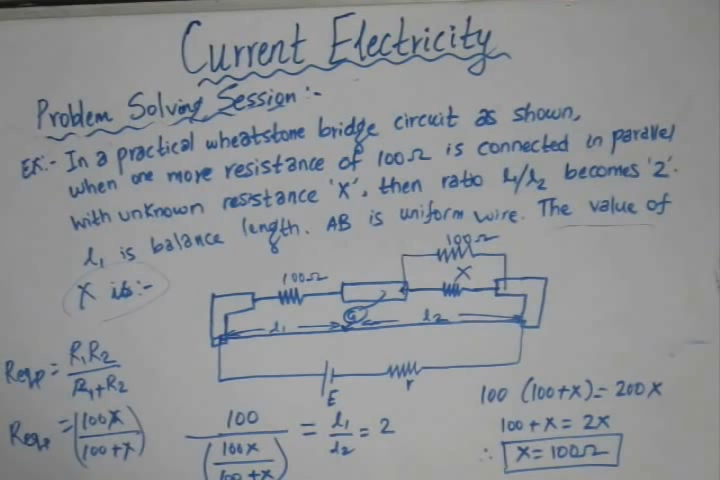 Current Electricity
Problem Solving Session:-
EX:- In a practical wheatstone bridge circuit as shown,
when one more resistance of 100Ω is connected in parallel
with unknown resistance 'X', then ratio l₁/l₂ becomes '2'.
l₁ is balance length. AB is uniform wire. The value of
X is:-
100Ω
100Ω
X
G
l₁
l₂
E
r
Reqp = R₁R₂ / R₁+R₂
Reqe = (100X / 100+X)
100 / (100X / 100+X) = l₁/l₂ = 2
100 (100+X) = 200X
100+X = 2X
∴ X = 100Ω